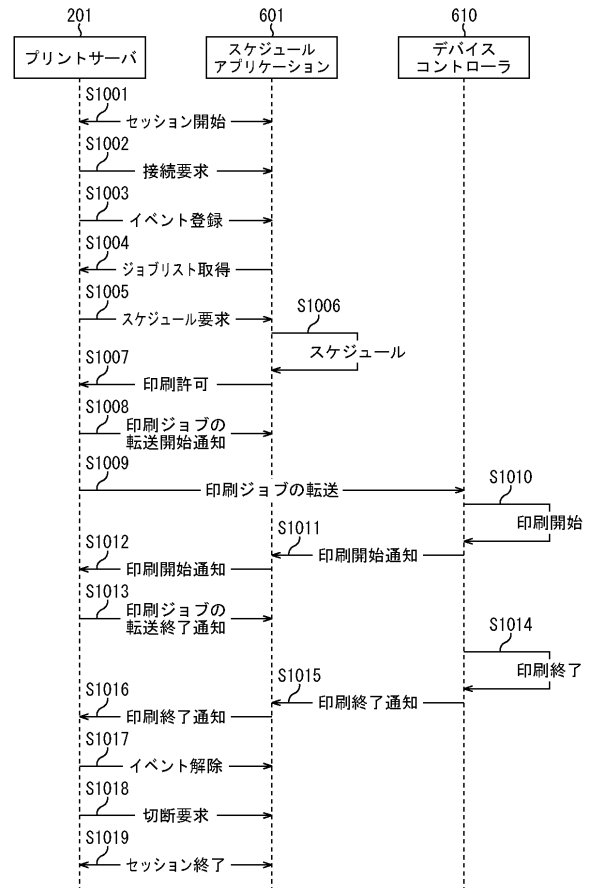 201
601
610
プリントサーバ
スケジュール
アプリケーション
デバイス
コントローラ
S1001
セッション開始
S1002
接続要求
S1003
イベント登録
S1004
ジョブリスト取得
S1005
スケジュール要求
S1006
スケジュール
S1007
印刷許可
S1008
印刷ジョブの
転送開始通知
S1009
印刷ジョブの転送
S1010
印刷開始
S1011
印刷開始通知
S1012
印刷開始通知
S1013
印刷ジョブの
転送終了通知
S1014
印刷終了
S1015
印刷終了通知
S1016
印刷終了通知
S1017
イベント解除
S1018
切断要求
S1019
セッション終了